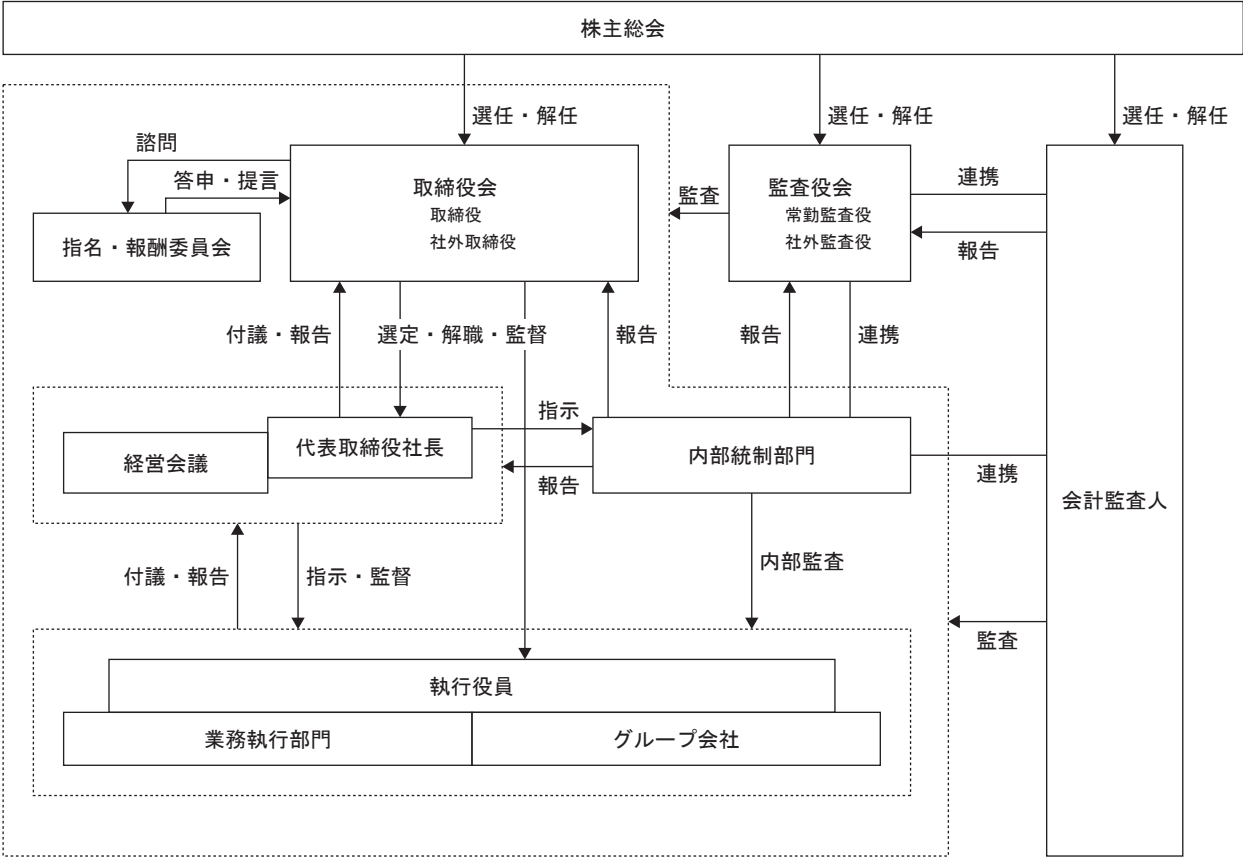 株主総会
選任・解任
選任・解任
選任・解任
諮問
答申・提言
指名・報酬委員会
取締役会
取締役
社外取締役
監査
監査役会
常勤監査役
社外監査役
連携
報告
付議・報告
選定・解職・監督
報告
報告
連携
経営会議
代表取締役社長
指示
報告
内部統制部門
連携
会計監査人
付議・報告
指示・監督
内部監査
監査
執行役員
業務執行部門
グループ会社